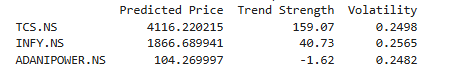 Predicted Price Trend Strength Volatility
TCS.NS 4116.220215 159.07 0.2498
INFY.NS 1866.689941 40.73 0.2565
ADANIPOWER.NS 104.269997 -1.62 0.2482